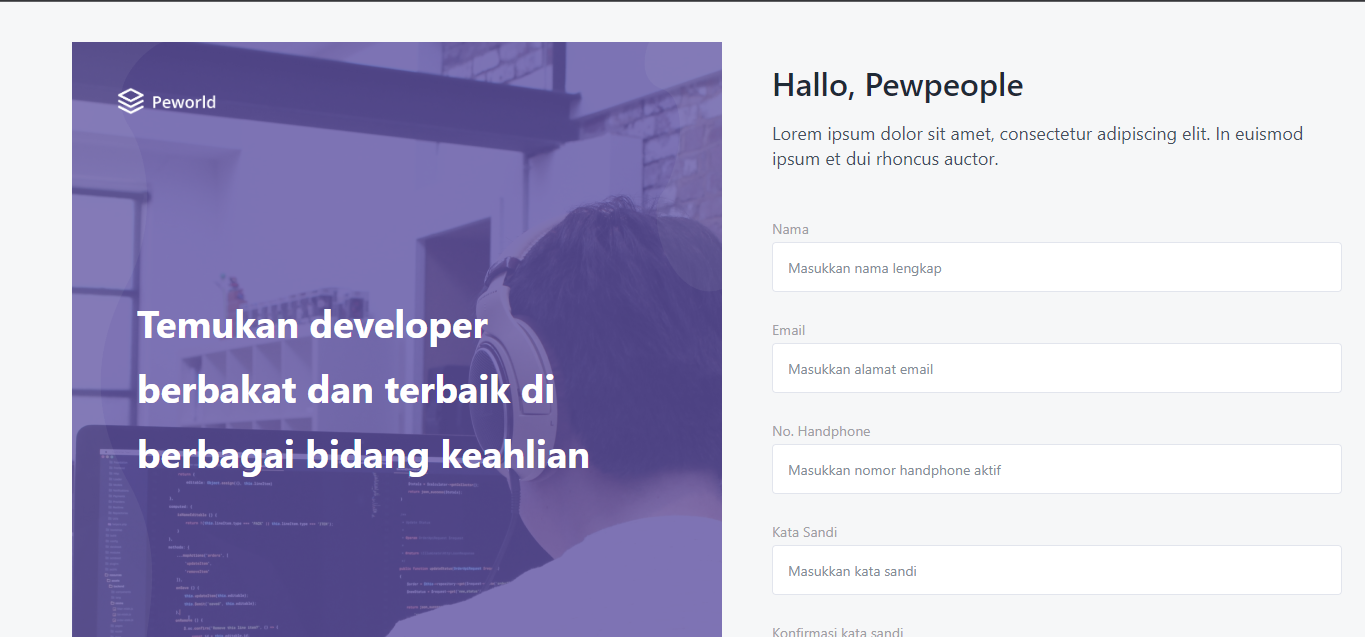 Peworld
Temukan developer
berbakat dan terbaik di
berbagai bidang keahlian
Hallo, Pewpeople
Lorem ipsum dolor sit amet, consectetur adipiscing elit. In euismod
ipsum et dui rhoncus auctor.
Nama
Masukkan nama lengkap
Email
Masukkan alamat email
No. Handphone
Masukkan nomor handphone aktif
Kata Sandi
Masukkan kata sandi
Konfirmasi kata sandi